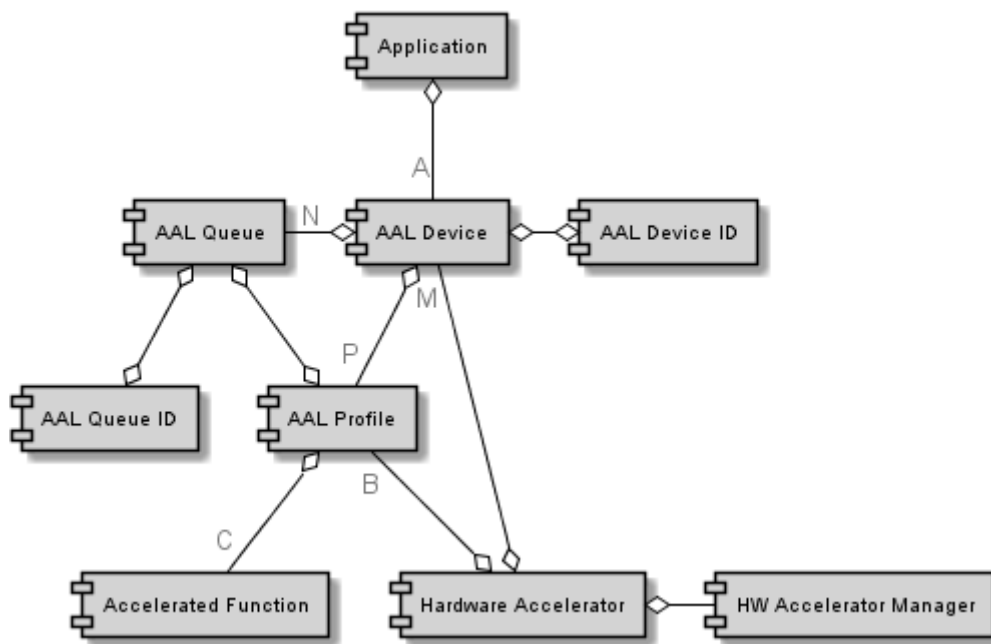 Application
A
AAL Queue
N
AAL Device
AAL Device ID
M
P
AAL Queue ID
AAL Profile
B
C
Accelerated Function
Hardware Accelerator
HW Accelerator Manager